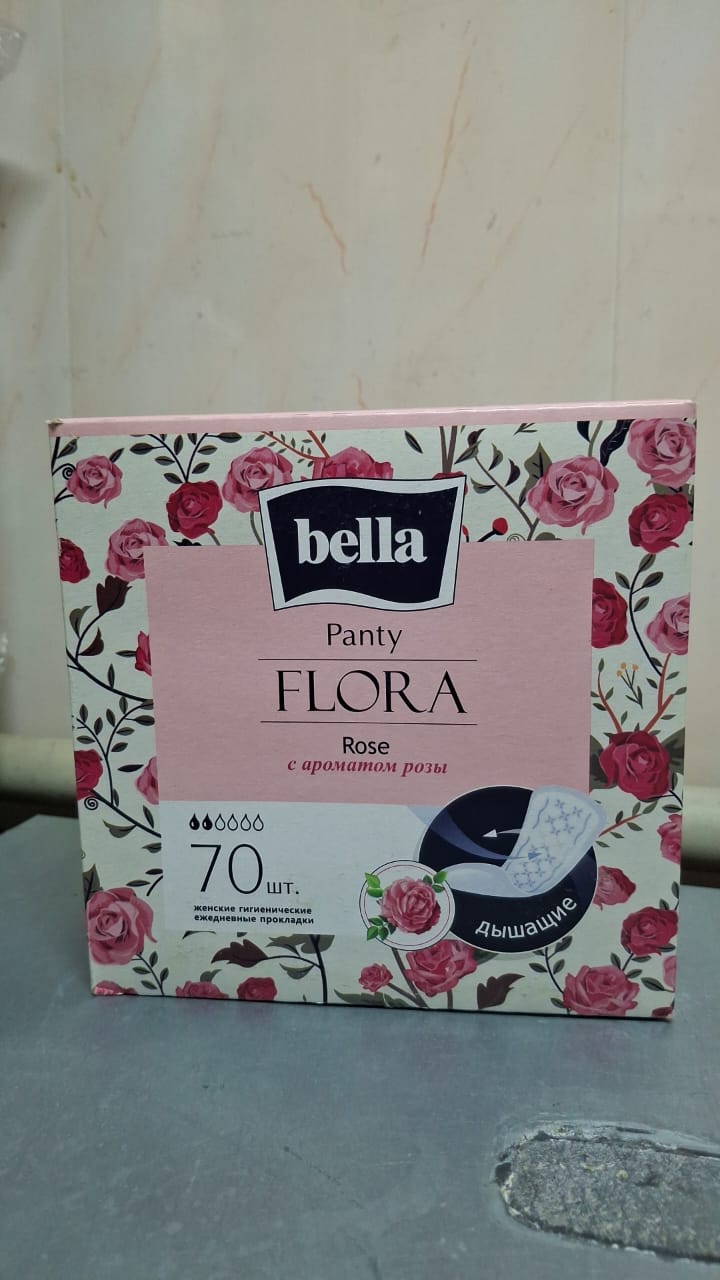 bella
Panty
FLORA
Rose
с ароматом розы
70 шт.
женские гигиенические
ежедневные прокладки
дышащие